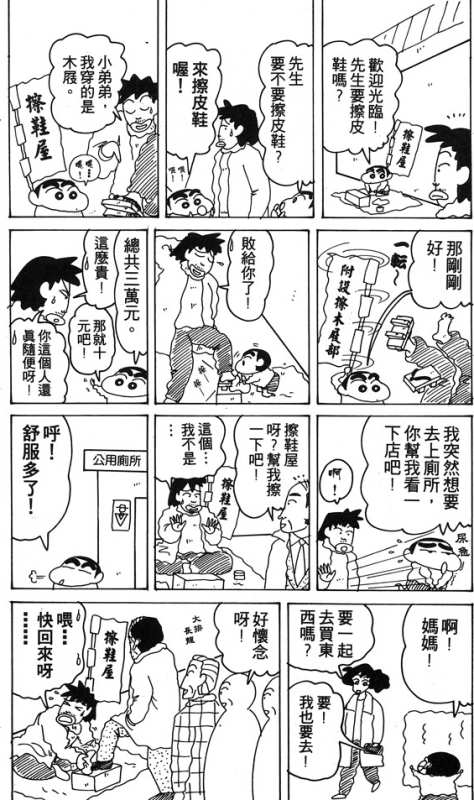 歡迎光臨！
先生要擦皮
鞋嗎？
擦鞋屋
先生
要不要擦皮鞋？
來擦皮鞋
喔！
擦鞋屋
小弟弟，
我穿的是
木屐。
那剛剛
好！
一轉
附設擦木屐部
敗給你了！
總共三萬元。
這麼貴！
那就十
元吧！
你這個人還
真隨便呀！
我突然想要
去上廁所，
你幫我看一
下店吧！
尿急
啊！
擦鞋屋
呀？幫我擦
一下吧！
這個…
…我不是
擦鞋屋
公用廁所
呼！
舒服多了！
啊！
媽媽！
要一起
去買東
西嗎？
要！
我也要去！
好懷念
呀！
大排
長龍
擦鞋屋
喂……
快回來呀
……